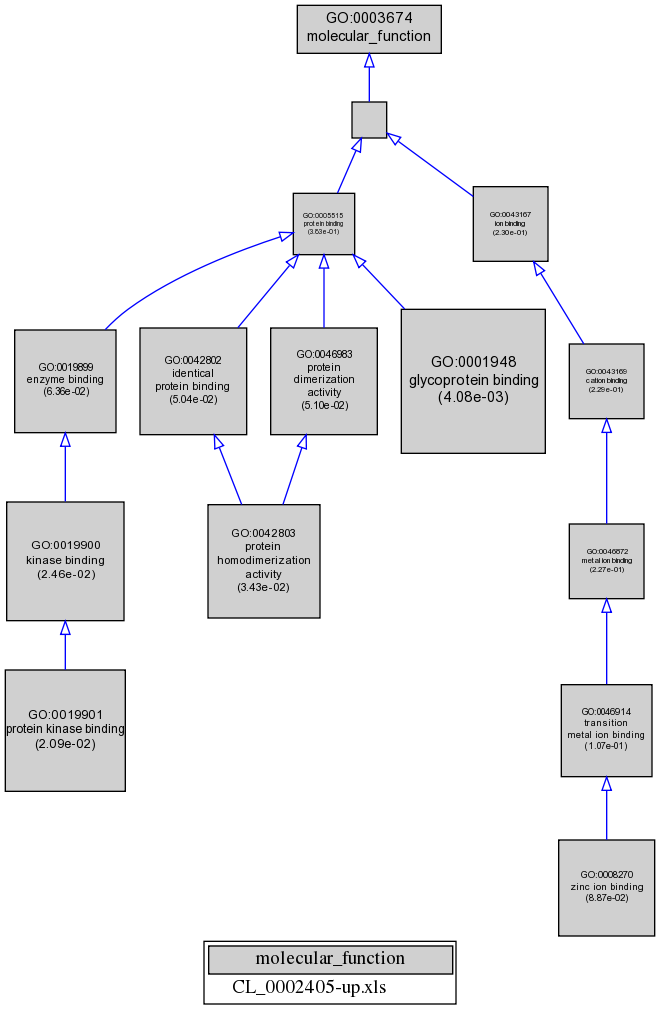 GO:0003674
molecular_function
GO:0005515
protein binding
(3.53e-01)
GO:0043167
ion binding
(2.30e-01)
GO:0019899
enzyme binding
(6.36e-02)
GO:0042802
identical
protein binding
(5.04e-02)
GO:0046983
protein
dimerization
activity
(5.10e-02)
GO:0001948
glycoprotein binding
(4.08e-03)
GO:0043169
cation binding
(2.29e-01)
GO:0019900
kinase binding
(2.46e-02)
GO:0042803
protein
homodimerization
activity
(3.43e-02)
GO:0046872
metal ion binding
(2.27e-01)
GO:0019901
protein kinase binding
(2.09e-02)
GO:0046914
transition
metal ion binding
(1.07e-01)
GO:0008270
zinc ion binding
(8.87e-02)
molecular_function
CL_0002405-up.xls